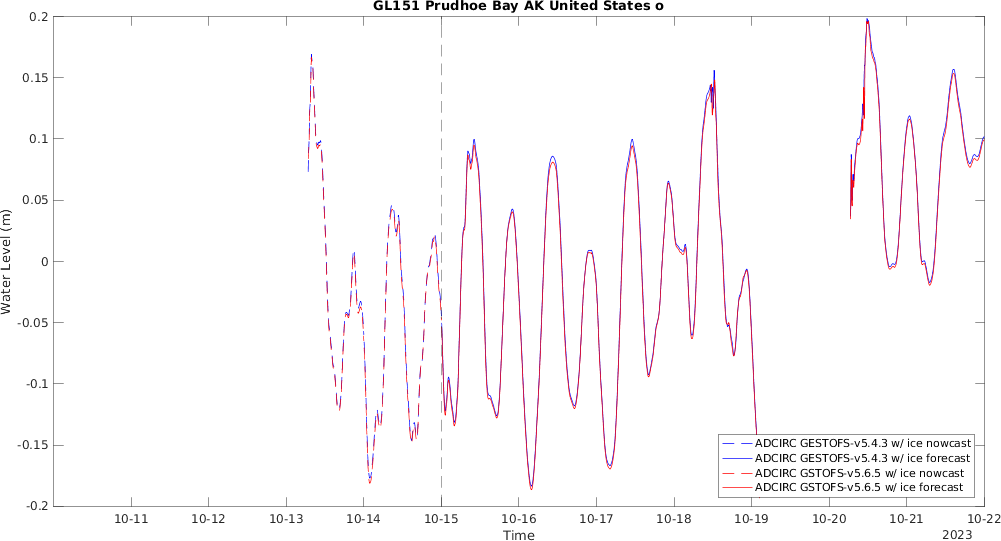 GL151 Prudhoe Bay AK United States o
Water Level (m)
0.2
0.15
0.1
0.05
0
-0.05
-0.1
-0.15
-0.2
ADCIRC GESTOFS-v5.4.3 w/ ice nowcast
ADCIRC GESTOFS-v5.4.3 w/ ice forecast
ADCIRC GSTOFS-v5.6.5 w/ ice nowcast
ADCIRC GSTOFS-v5.6.5 w/ ice forecast
10-11 10-12 10-13 10-14 10-15 10-16 10-17 10-18 10-19 10-20 10-21 10-22
Time
2023